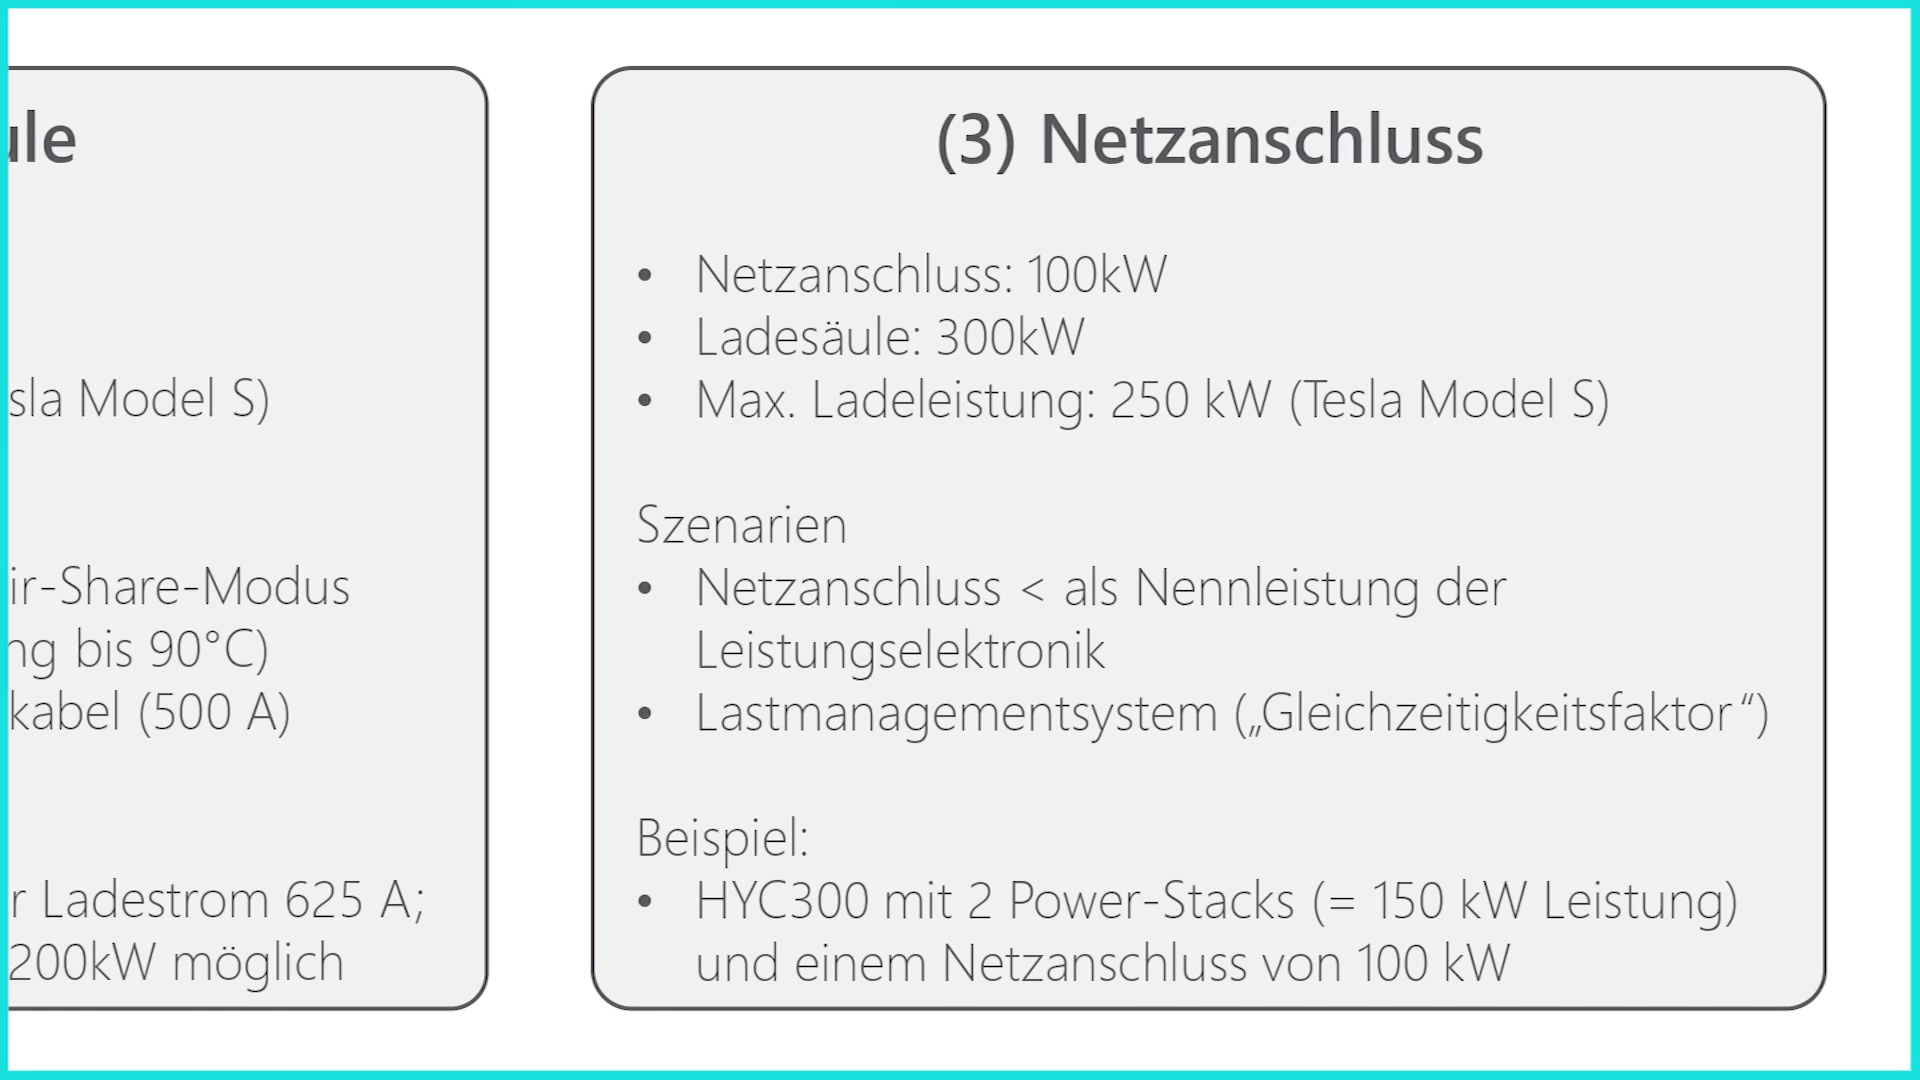 ule
sla Model S)
ir-Share-Modus
ng bis 90°C)
kabel (500 A)
r Ladestrom 625 A;
200kW möglich
(3) Netzanschluss
• Netzanschluss: 100kW
• Ladesäule: 300kW
• Max. Ladeleistung: 250 kW (Tesla Model S)
Szenarien
• Netzanschluss < als Nennleistung der
Leistungselektronik
• Lastmanagementsystem („Gleichzeitigkeitsfaktor“)
Beispiel:
• HYC300 mit 2 Power-Stacks (= 150 kW Leistung)
und einem Netzanschluss von 100 kW